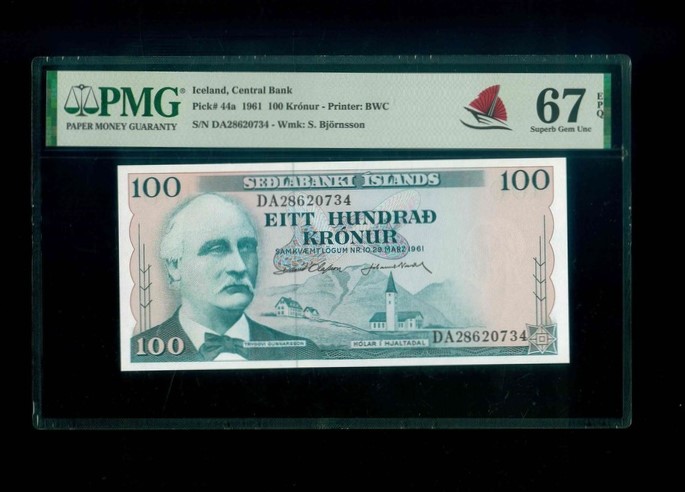 PMG®
PAPER MONEY GUARANTY
Iceland, Central Bank
Pick# 44a 1961 100 Krónur - Printer: BWC
S/N DA28620734 - Wmk: S. Björnsson
67
EPQ
Superb Gem Unc
100
SEÐLABANKI ÍSLANDS
100
DA28620734
EITT HUNDRAÐ
KRÓNUR
SAMKVÆMT LÖGUM NR.10 29. MARZ 1961
TRYGGVI GUNNARSSON
HÓLAR Í HJALTADAL
DA28620734
100